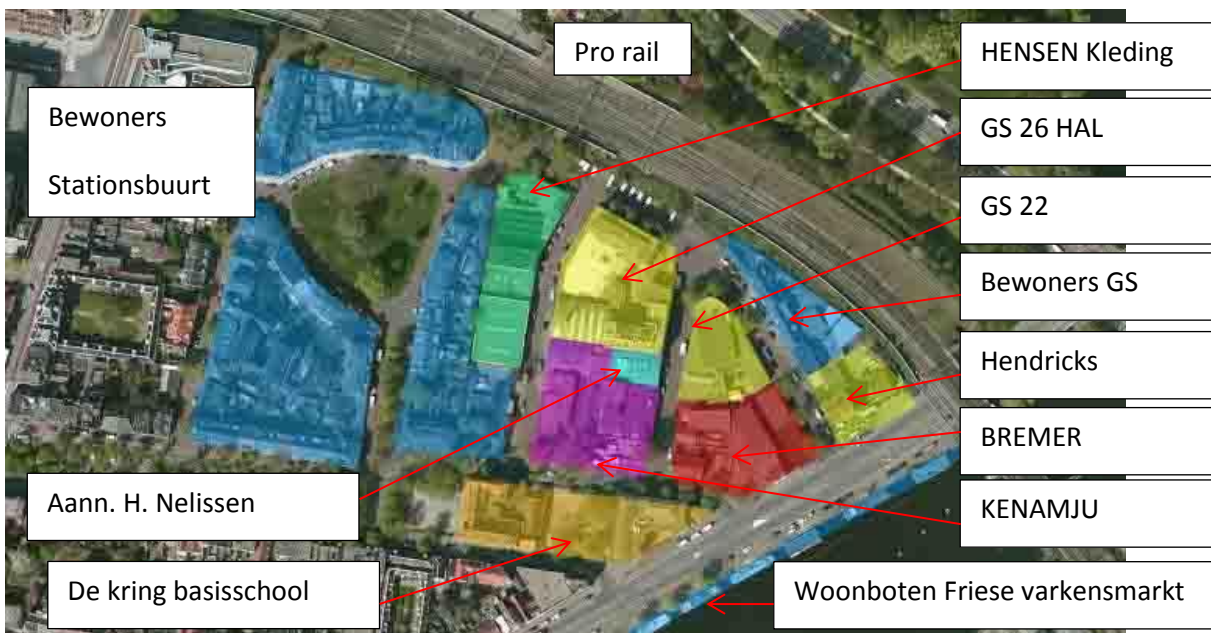 Pro rail
HENSEN Kleding
Bewoners
Stationsbuurt
GS 26 HAL
GS 22
Bewoners GS
Hendricks
BREMER
KENAMJU
Aann. H. Nelissen
De kring basisschool
Woonboten Friese varkensmarkt